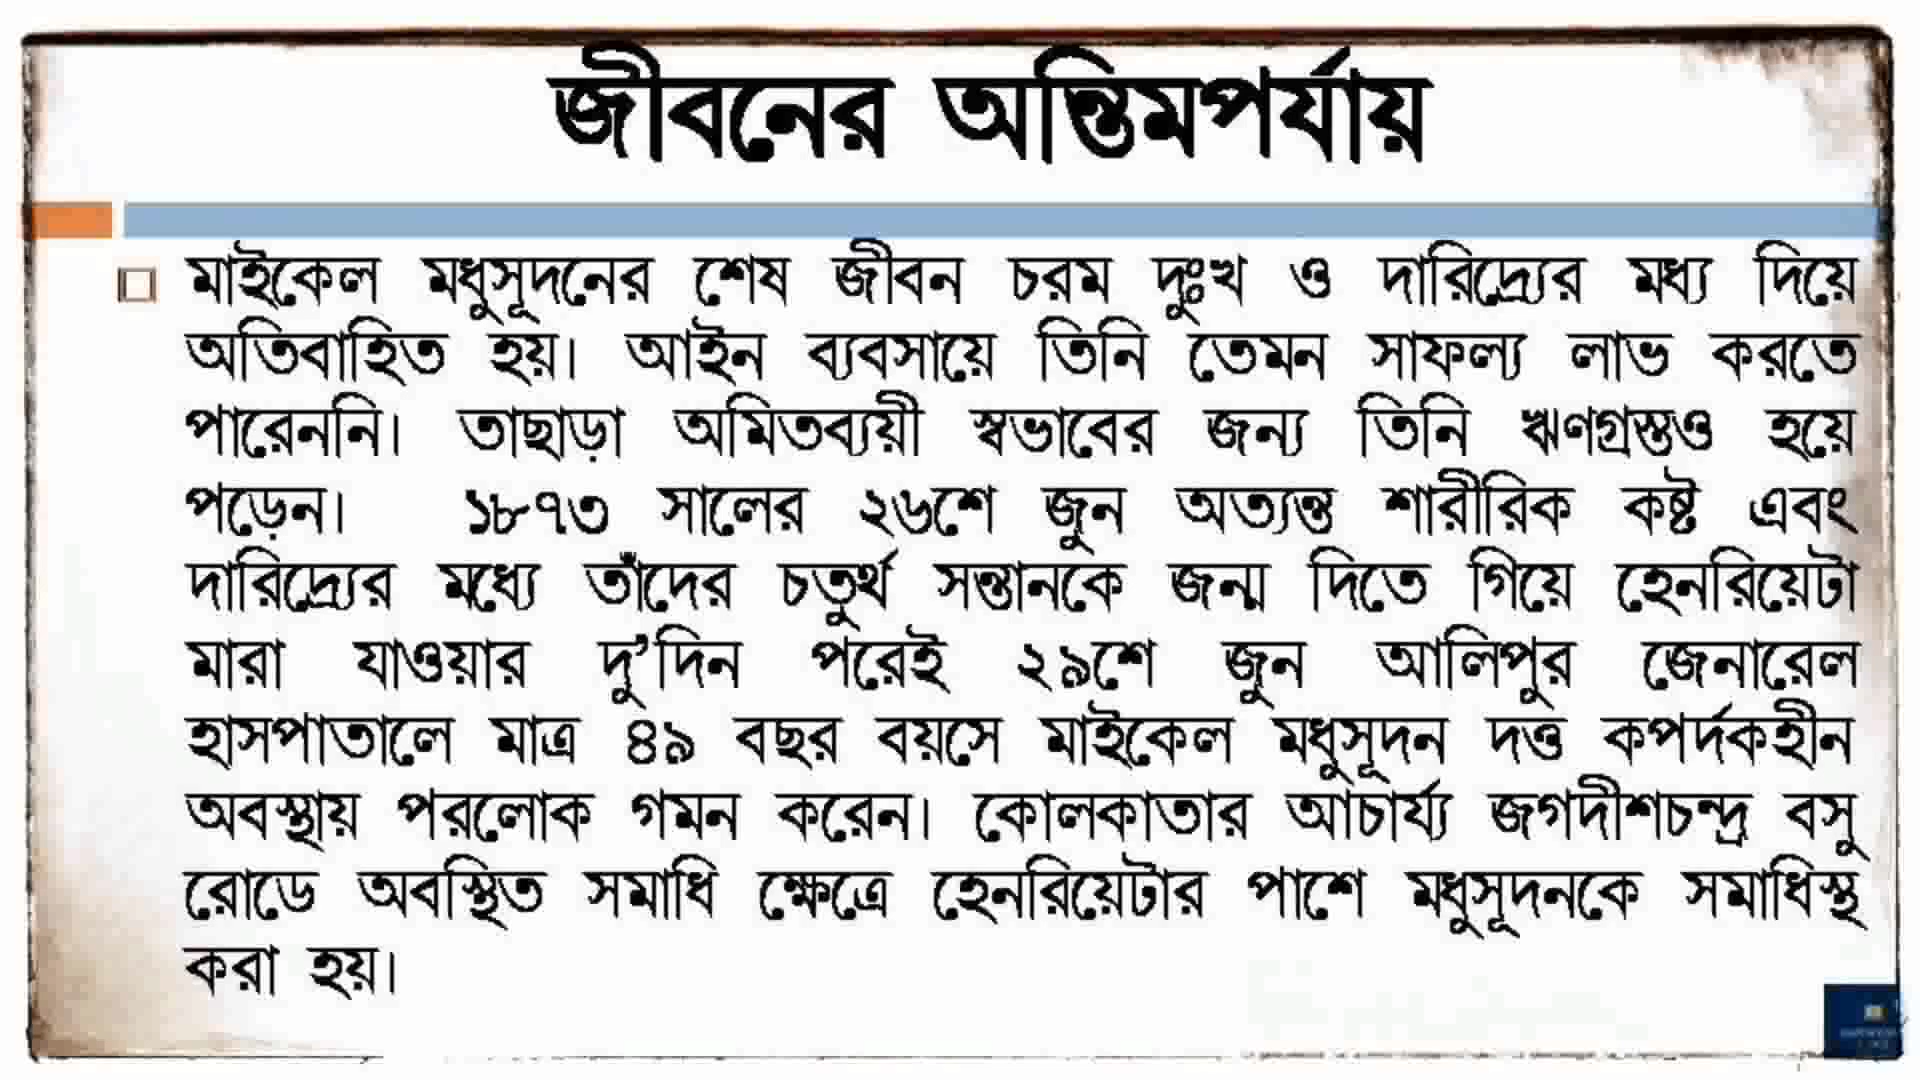 জীবনের অন্তিমপর্যায়
মাইকেল মধুসূদনের শেষ জীবন চরম দুঃখ ও দারিদ্র্যের মধ্য দিয়ে
অতিবাহিত হয়। আইন ব্যবসায়ে তিনি তেমন সাফল্য লাভ করতে
পারেননি। তাছাড়া অমিতব্যয়ী স্বভাবের জন্য তিনি ঋণগ্রস্তও হয়ে
পড়েন। ১৮৭৩ সালের ২৬শে জুন অত্যন্ত শারীরিক কষ্ট এবং
দারিদ্র্যের মধ্যে তাঁদের চতুর্থ সন্তানকে জন্ম দিতে গিয়ে হেনরিয়েটা
মারা যাওয়ার দু’দিন পরেই ২৯শে জুন আলিপুর জেনারেল
হাসপাতালে মাত্র ৪৯ বছর বয়সে মাইকেল মধুসূদন দত্ত কপর্দকহীন
অবস্থায় পরলোক গমন করেন। কোলকাতার আচার্য্য জগদীশচন্দ্র বসু
রোডে অবস্থিত সমাধি ক্ষেত্রে হেনরিয়েটার পাশে মধুসূদনকে সমাধিস্থ
করা হয়।